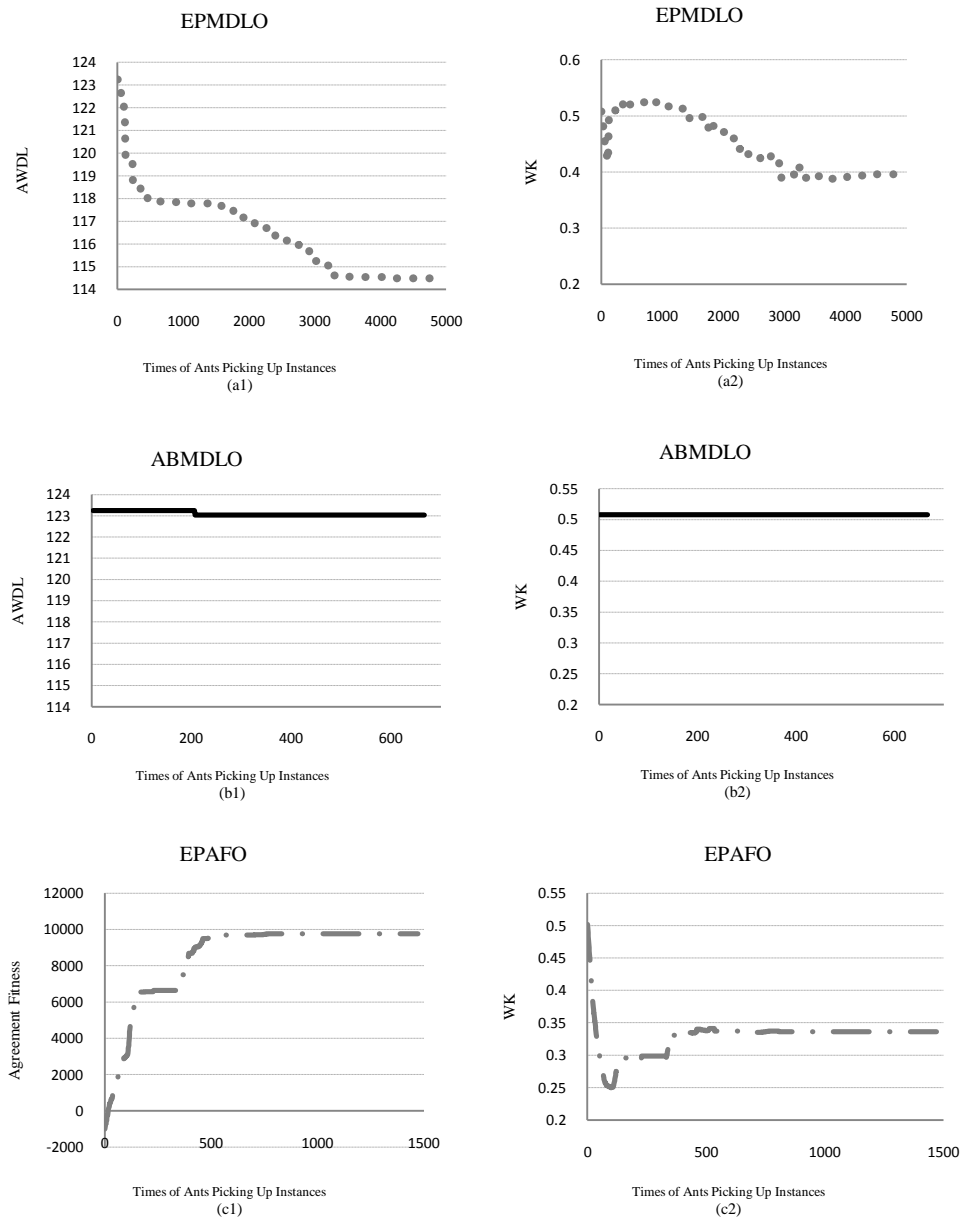 EPMDLO
124
123
122
121
120
119
118
117
116
115
114
AWDL
0 1000 2000 3000 4000 5000
Times of Ants Picking Up Instances
(a1)
EPMDLO
0.6
0.5
0.4
0.3
0.2
WK
0 1000 2000 3000 4000 5000
Times of Ants Picking Up Instances
(a2)
ABMDLO
124
123
122
121
120
119
118
117
116
115
114
AWDL
0 200 400 600
Times of Ants Picking Up Instances
(b1)
ABMDLO
0.55
0.5
0.45
0.4
0.35
0.3
0.25
0.2
WK
0 200 400 600
Times of Ants Picking Up Instances
(b2)
EPAFO
12000
10000
8000
6000
4000
2000
0
-2000
Agreement Fitness
0 500 1000 1500
Times of Ants Picking Up Instances
(c1)
EPAFO
0.55
0.5
0.45
0.4
0.35
0.3
0.25
0.2
WK
0 500 1000 1500
Times of Ants Picking Up Instances
(c2)